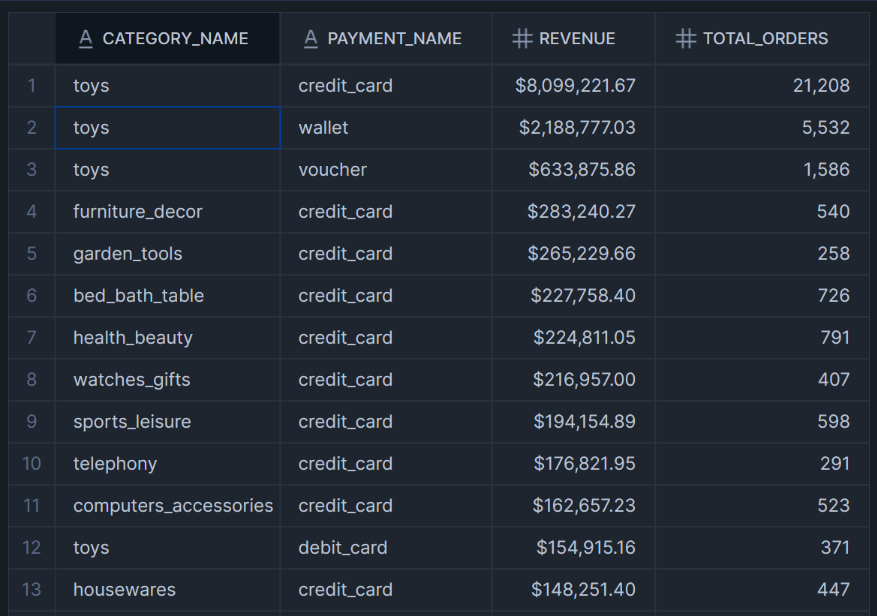 A CATEGORY_NAME A PAYMENT_NAME # REVENUE # TOTAL_ORDERS
1 toys credit_card $8,099,221.67 21,208
2 toys wallet $2,188,777.03 5,532
3 toys voucher $633,875.86 1,586
4 furniture_decor credit_card $283,240.27 540
5 garden_tools credit_card $265,229.66 258
6 bed_bath_table credit_card $227,758.40 726
7 health_beauty credit_card $224,811.05 791
8 watches_gifts credit_card $216,957.00 407
9 sports_leisure credit_card $194,154.89 598
10 telephony credit_card $176,821.95 291
11 computers_accessories credit_card $162,657.23 523
12 toys debit_card $154,915.16 371
13 housewares credit_card $148,251.40 447